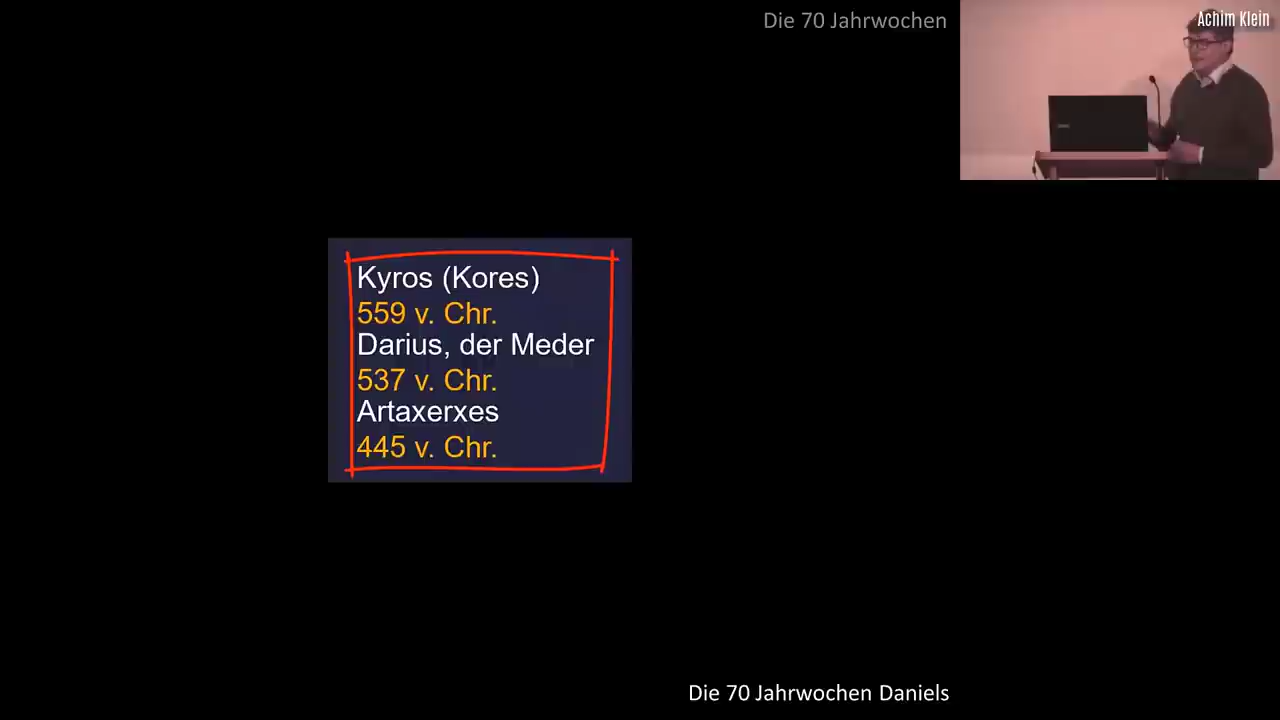 Die 70 Jahrwochen
Achim Klein
Kyros (Kores)
559 v. Chr.
Darius, der Meder
537 v. Chr.
Artaxerxes
445 v. Chr.
Die 70 Jahrwochen Daniels